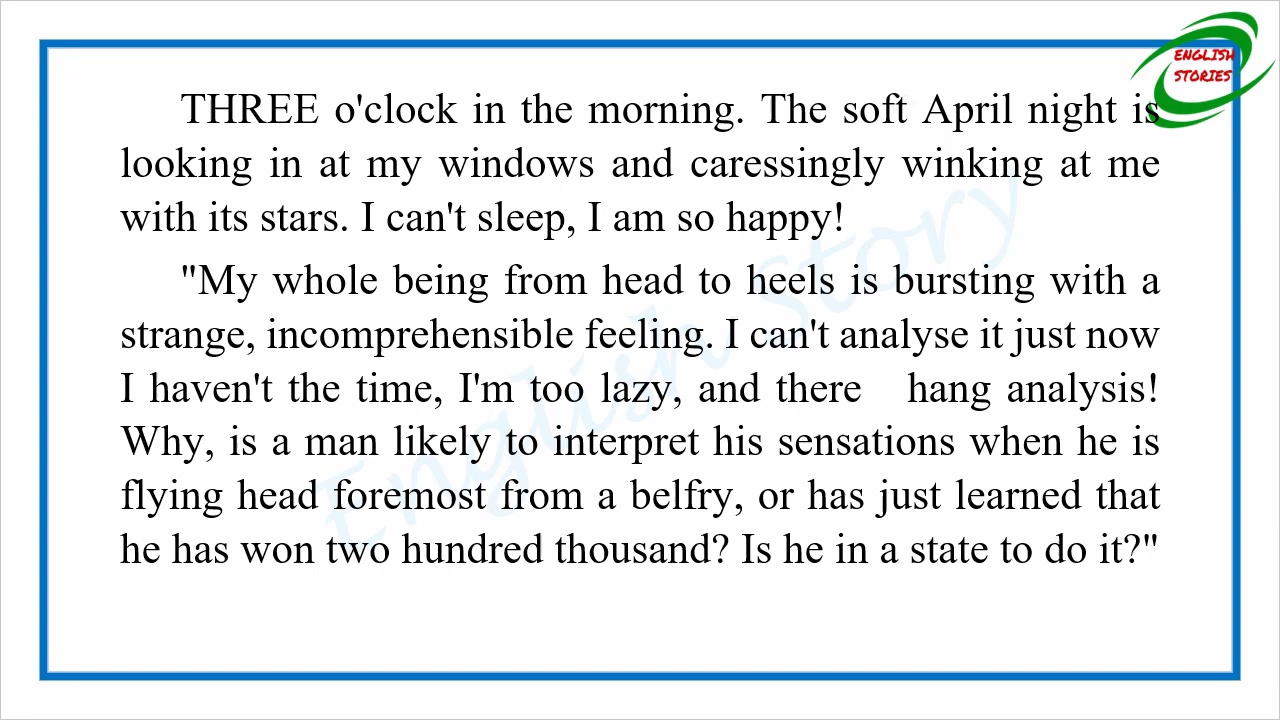 ENGLISH
STORIES
THREE o'clock in the morning. The soft April night is
looking in at my windows and caressingly winking at me
with its stars. I can't sleep, I am so happy!
"My whole being from head to heels is bursting with a
strange, incomprehensible feeling. I can't analyse it just now
I haven't the time, I'm too lazy, and there hang analysis!
Why, is a man likely to interpret his sensations when he is
flying head foremost from a belfry, or has just learned that
he has won two hundred thousand? Is he in a state to do it?"
English Story